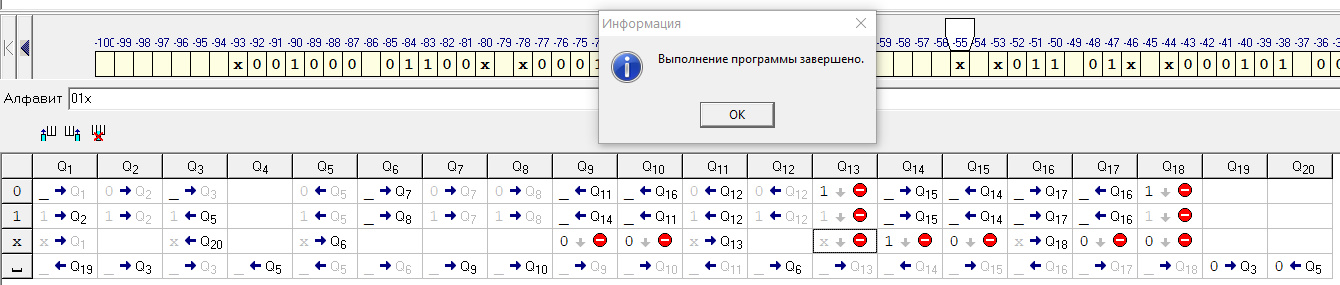 Информация
-100 -99 -98 -97 -96 -95 -94 -93 -92 -91 -90 -89 -88 -87 -86 -85 -84 -83 -82 -81 -80 -79 -78 -77 -76 -75 -7 59 -58 -57 -56 -55 -54 -53 -52 -51 -50 -49 -48 -47 -46 -45 -44 -43 -42 -41 -40 -39 -38 -37 -36
x 0 0 1 0 0 0 0 1 1 0 0 x x 0 0 0 1 x x 0 1 1 0 1 x x 0 0 0 1 0 1 0
Выполнение программы завершено.
OK
Алфавит 01x
Q1 Q2 Q3 Q4 Q5 Q6 Q7 Q8 Q9 Q10 Q11 Q12 Q13 Q14 Q15 Q16 Q17 Q18 Q19 Q20
0 _ → Q1 0 → Q2 _ → Q3 0 ← Q5 _ → Q7 0 → Q7 0 → Q8 _ ← Q11 _ ← Q16 0 ← Q12 0 ← Q12 1 ↓ _ → Q15 _ ← Q14 _ → Q17 _ ← Q16 1 ↓
1 1 → Q2 1 → Q2 1 ← Q5 1 ← Q5 _ → Q8 1 → Q7 1 → Q8 _ ← Q14 _ ← Q11 1 ← Q12 1 ← Q12 1 ↓ _ → Q15 _ ← Q14 _ → Q17 _ ← Q16 1 ↓
x x → Q1 x ← Q20 x → Q6 0 ↓ 0 ↓ x → Q13 x ↓ 1 ↓ 0 ↓ x → Q18 0 ↓ 0 ↓
_ ← Q19 _ → Q3 _ → Q3 _ ← Q5 _ ← Q5 _ → Q6 _ → Q9 _ → Q10 _ → Q9 _ → Q10 _ ← Q11 _ → Q6 _ → Q13 _ ← Q14 _ → Q15 _ ← Q16 _ → Q17 _ → Q18 0 → Q3 0 ← Q5